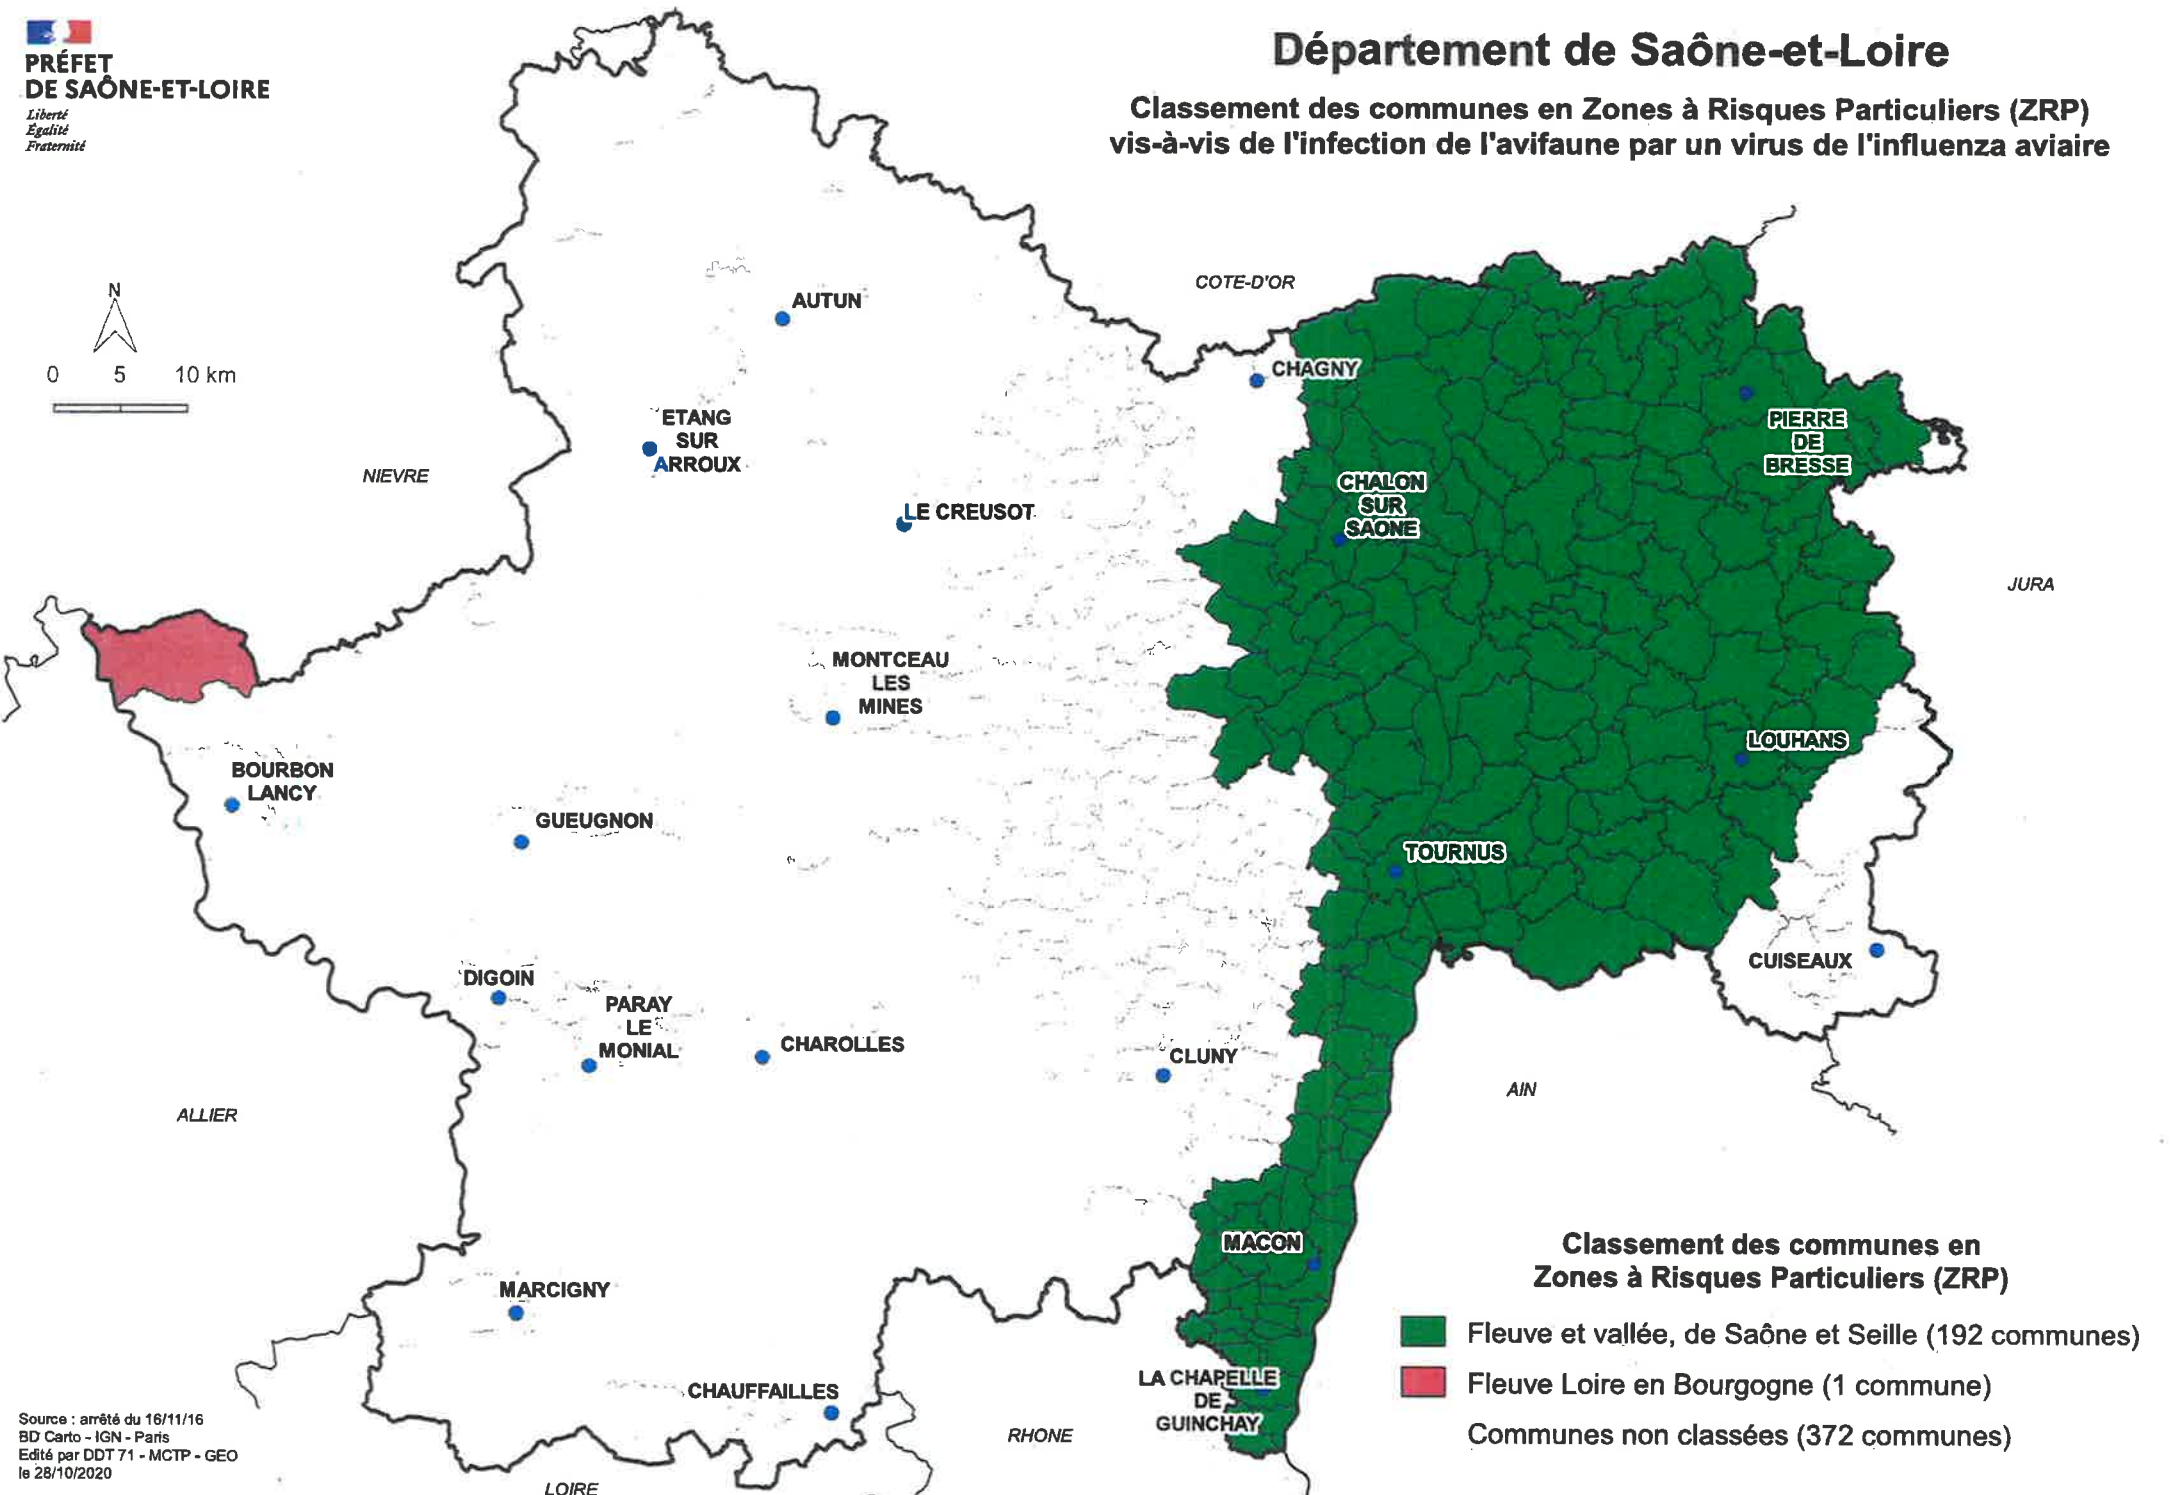 PRÉFET
DE SAÔNE-ET-LOIRE
Liberté
Égalité
Fraternité
Département de Saône-et-Loire
Classement des communes en Zones à Risques Particuliers (ZRP)
vis-à-vis de l'infection de l'avifaune par un virus de l'influenza aviaire
N
0 5 10 km
COTE-D'OR
AUTUN
CHAGNY
ETANG
SUR
ARROUX
PIERRE
DE
BRESSE
NIEVRE
CHALON
SUR
SAONE
LE CREUSOT
JURA
MONTCEAU
LES
MINES
LOUHANS
BOURBON
LANCY
GUEUGNON
TOURNUS
CUISEAUX
DIGOIN
PARAY
LE
MONIAL
CHAROLLES
CLUNY
AIN
ALLIER
MACON
MARCIGNY
CHAUFFAILLES
LA CHAPELLE
DE
GUINCHAY
RHONE
LOIRE
Classement des communes en
Zones à Risques Particuliers (ZRP)
Fleuve et vallée, de Saône et Seille (192 communes)
Fleuve Loire en Bourgogne (1 commune)
Communes non classées (372 communes)
Source : arrêté du 16/11/16
BD Carto - IGN - Paris
Edité par DDT 71 - MCTP - GEO
le 28/10/2020